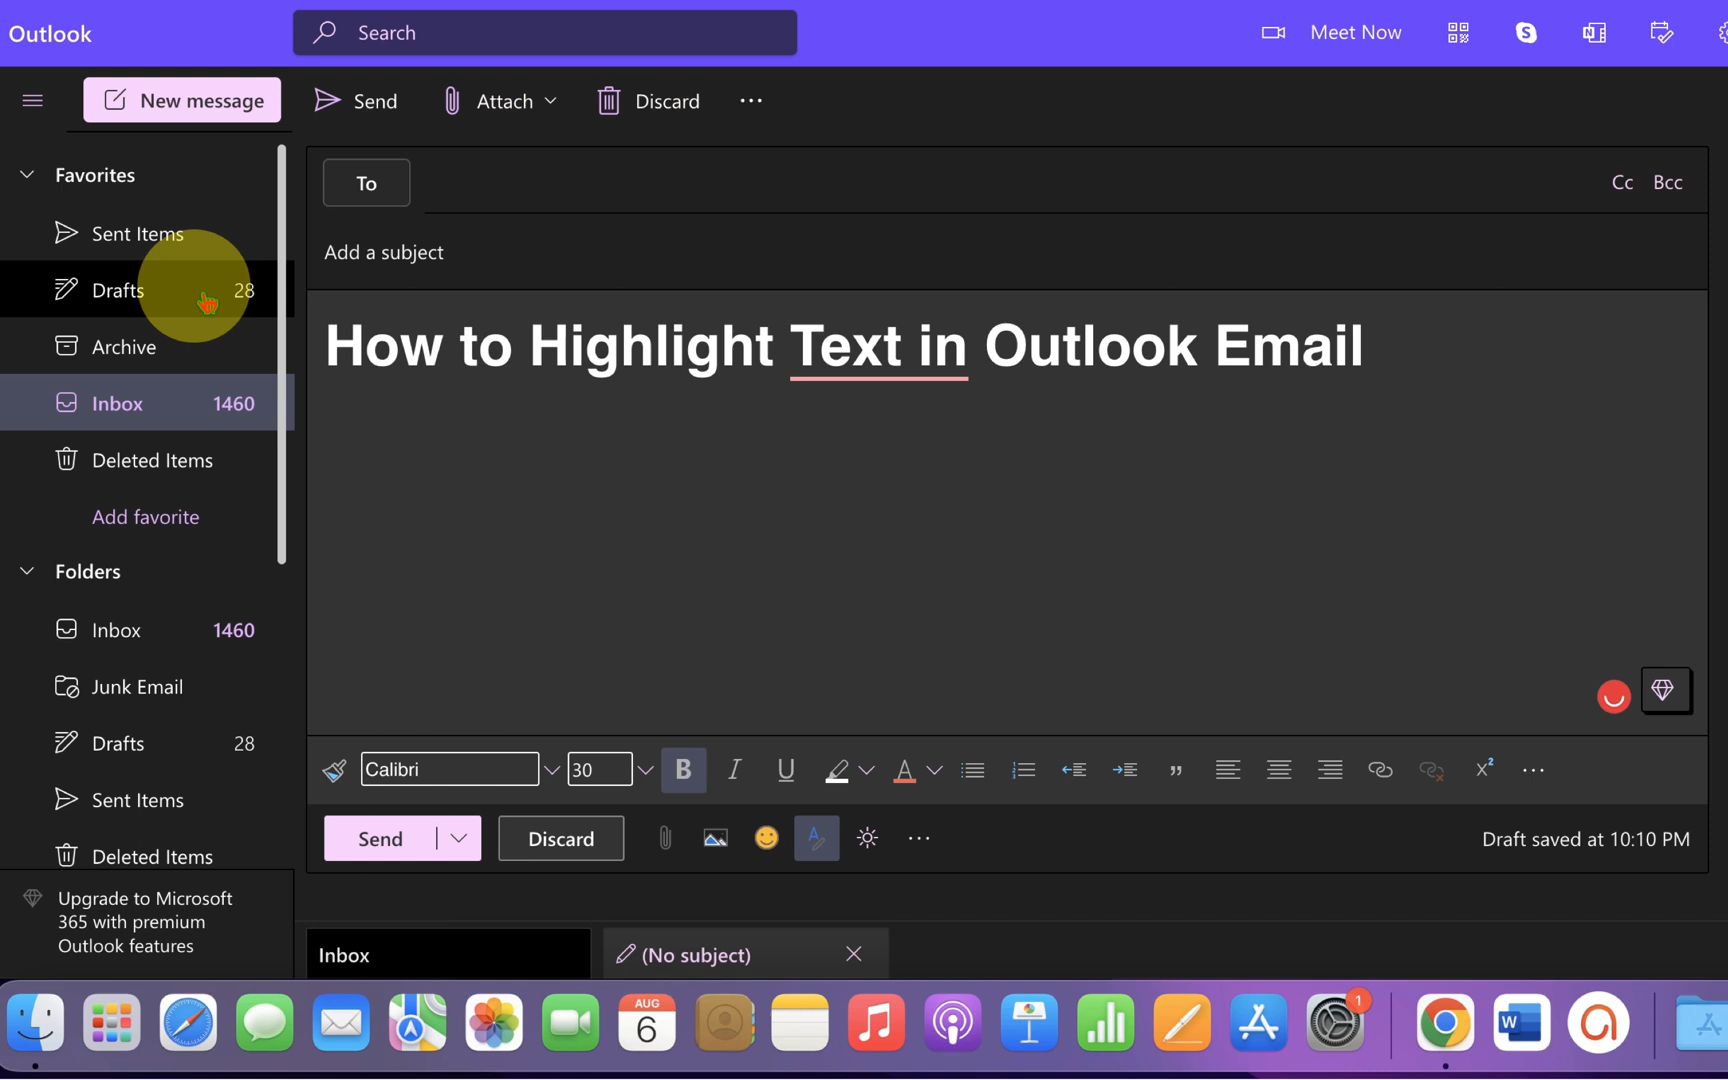 Outlook
Search
Meet Now
New message
Send
Attach
Discard
Favorites
Sent Items
Drafts 28
Archive
Inbox 1460
Deleted Items
Add favorite
Folders
Inbox 1460
Junk Email
Drafts 28
Sent Items
Deleted Items
Upgrade to Microsoft
365 with premium
Outlook features
To
Cc Bcc
Add a subject
How to Highlight Text in Outlook Email
Calibri 30 B I U A
Send Discard Draft saved at 10:10 PM
Inbox (No subject)
AUG
6
1
W